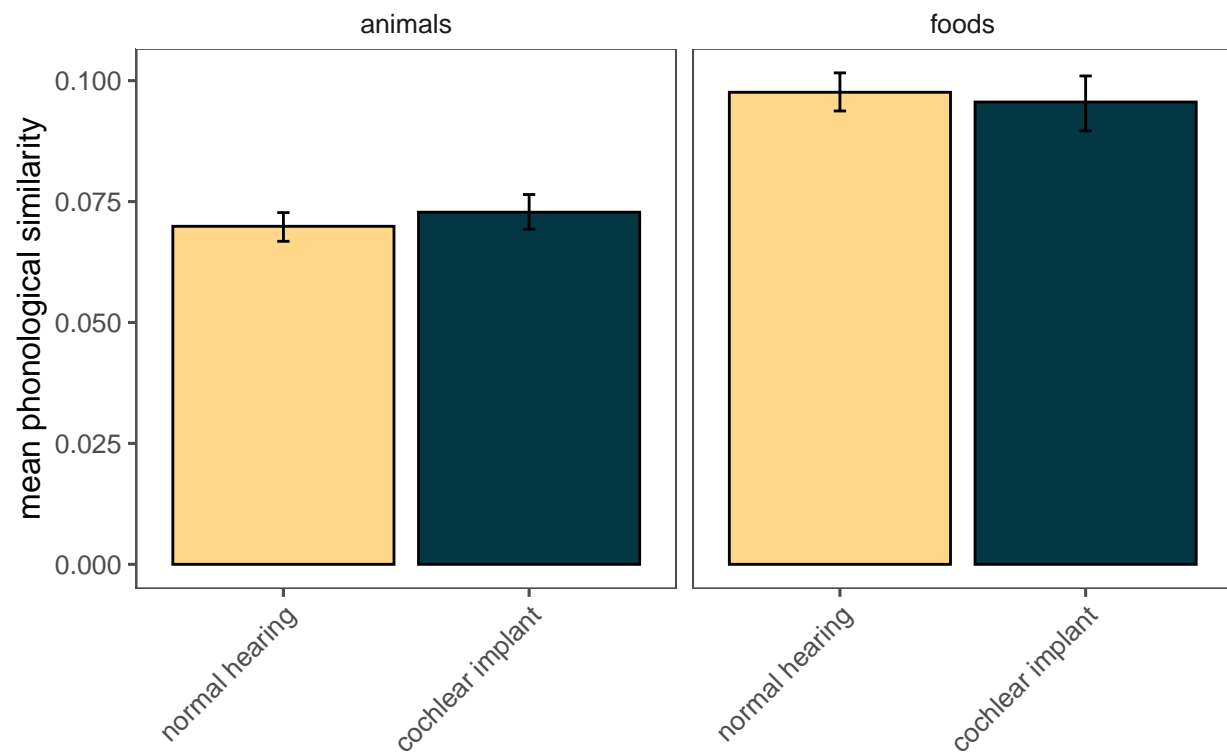 animals
foods
mean phonological similarity
0.100
0.075
0.050
0.025
0.000
normal hearing
cochlear implant
normal hearing
cochlear implant